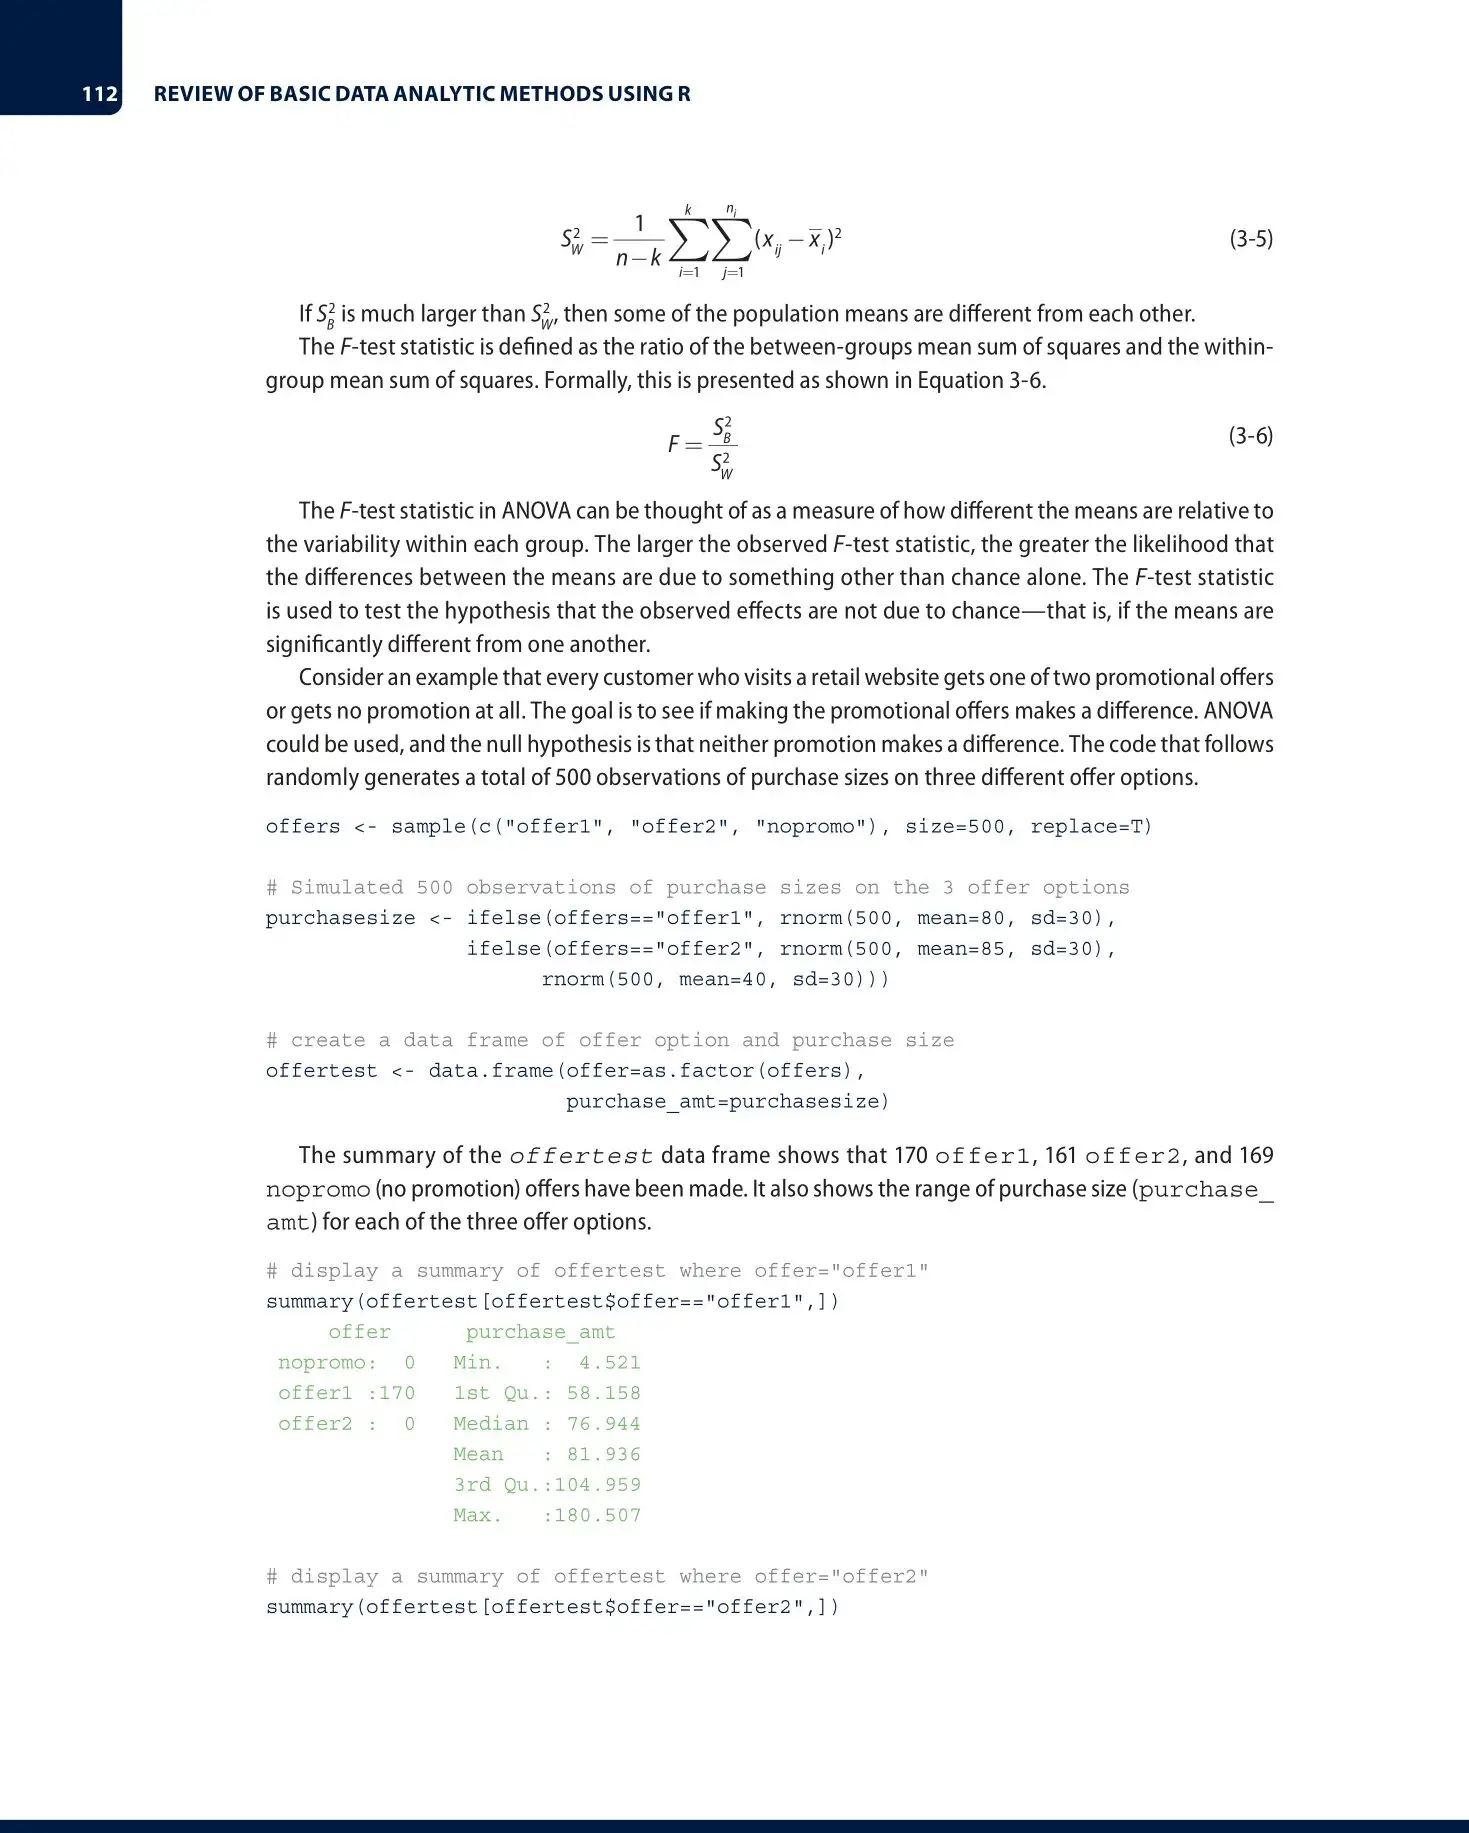 112 REVIEW OF BASIC DATA ANALYTIC METHODS USING R
S²_W = 1/(n−k) ∑_{i=1}^{k} ∑_{j=1}^{n_i} (x_ij − x̄_i)² (3-5)
If S²_B is much larger than S²_W, then some of the population means are different from each other.
The F-test statistic is defined as the ratio of the between-groups mean sum of squares and the within-
group mean sum of squares. Formally, this is presented as shown in Equation 3-6.
F = S²_B / S²_W (3-6)
The F-test statistic in ANOVA can be thought of as a measure of how different the means are relative to
the variability within each group. The larger the observed F-test statistic, the greater the likelihood that
the differences between the means are due to something other than chance alone. The F-test statistic
is used to test the hypothesis that the observed effects are not due to chance—that is, if the means are
significantly different from one another.
Consider an example that every customer who visits a retail website gets one of two promotional offers
or gets no promotion at all. The goal is to see if making the promotional offers makes a difference. ANOVA
could be used, and the null hypothesis is that neither promotion makes a difference. The code that follows
randomly generates a total of 500 observations of purchase sizes on three different offer options.
offers <- sample(c("offer1", "offer2", "nopromo"), size=500, replace=T)
# Simulated 500 observations of purchase sizes on the 3 offer options
purchasesize <- ifelse(offers=="offer1", rnorm(500, mean=80, sd=30),
ifelse(offers=="offer2", rnorm(500, mean=85, sd=30),
rnorm(500, mean=40, sd=30)))
# create a data frame of offer option and purchase size
offertest <- data.frame(offer=as.factor(offers),
purchase_amt=purchasesize)
The summary of the offertest data frame shows that 170 offer1, 161 offer2, and 169
nopromo (no promotion) offers have been made. It also shows the range of purchase size (purchase_
amt) for each of the three offer options.
# display a summary of offertest where offer="offer1"
summary(offertest[offertest$offer=="offer1",])
offer purchase_amt
nopromo: 0 Min. : 4.521
offer1 :170 1st Qu.: 58.158
offer2 : 0 Median : 76.944
Mean : 81.936
3rd Qu.:104.959
Max. :180.507
# display a summary of offertest where offer="offer2"
summary(offertest[offertest$offer=="offer2",])